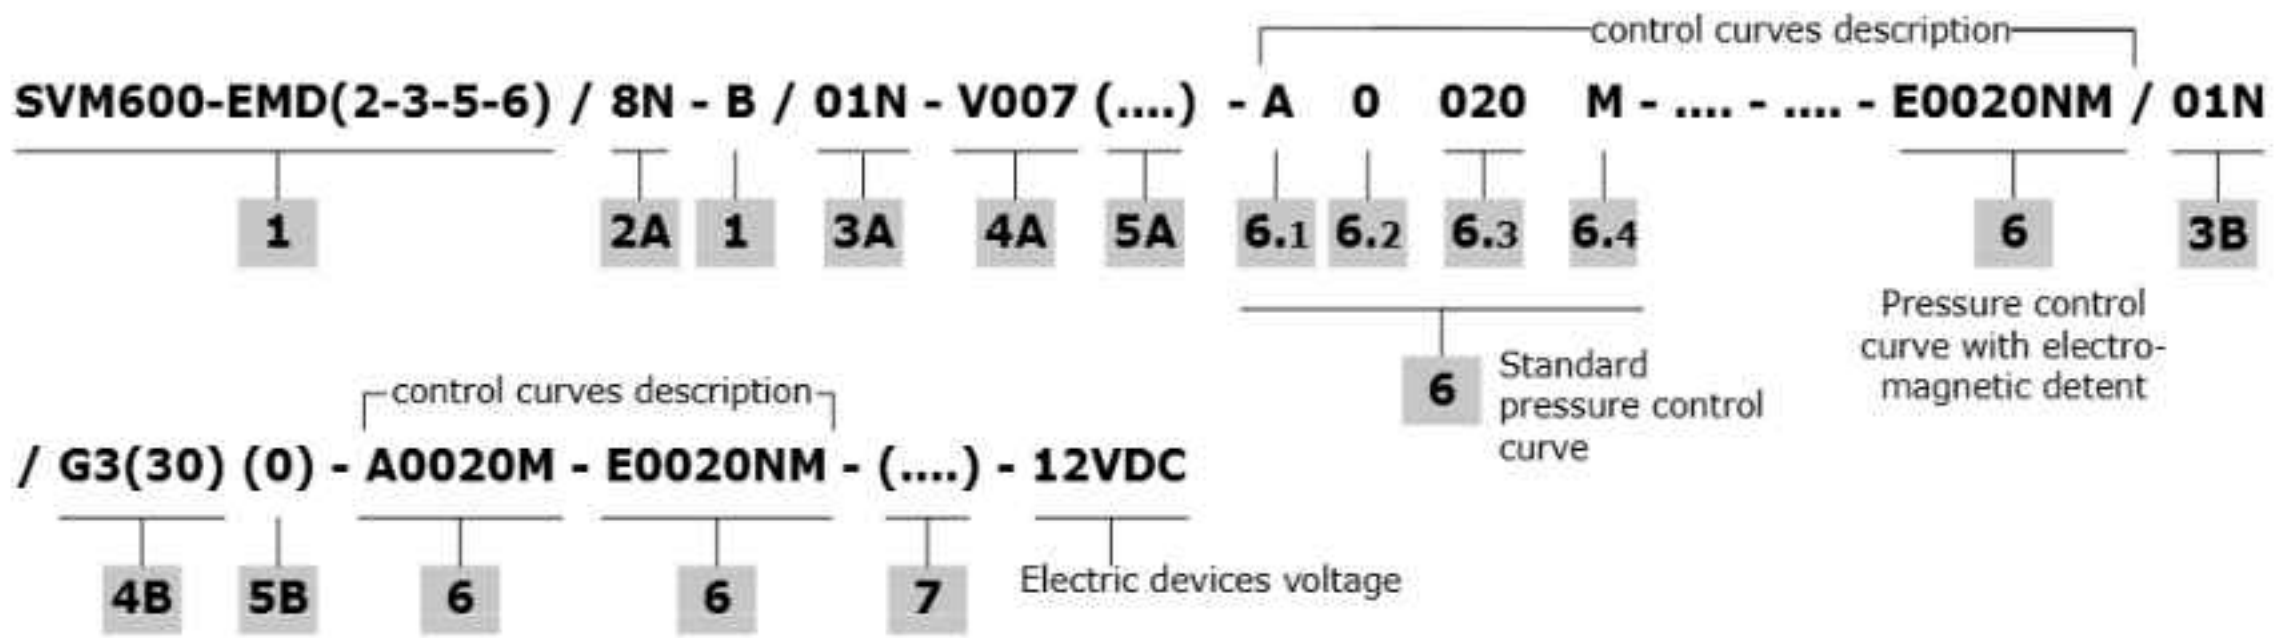 control curves description
SVM600-EMD(2-3-5-6) / 8N - B / 01N - V007 (....) - A 0 020 M - .... - .... - E0020NM / 01N
1 2A 1 3A 4A 5A 6.1 6.2 6.3 6.4 6 3B
Pressure control
curve with electro-
magnetic detent
6 Standard
pressure control
curve
control curves description
/ G3(30) (0) - A0020M - E0020NM - (....) - 12VDC
Electric devices voltage
4B 5B 6 6 7